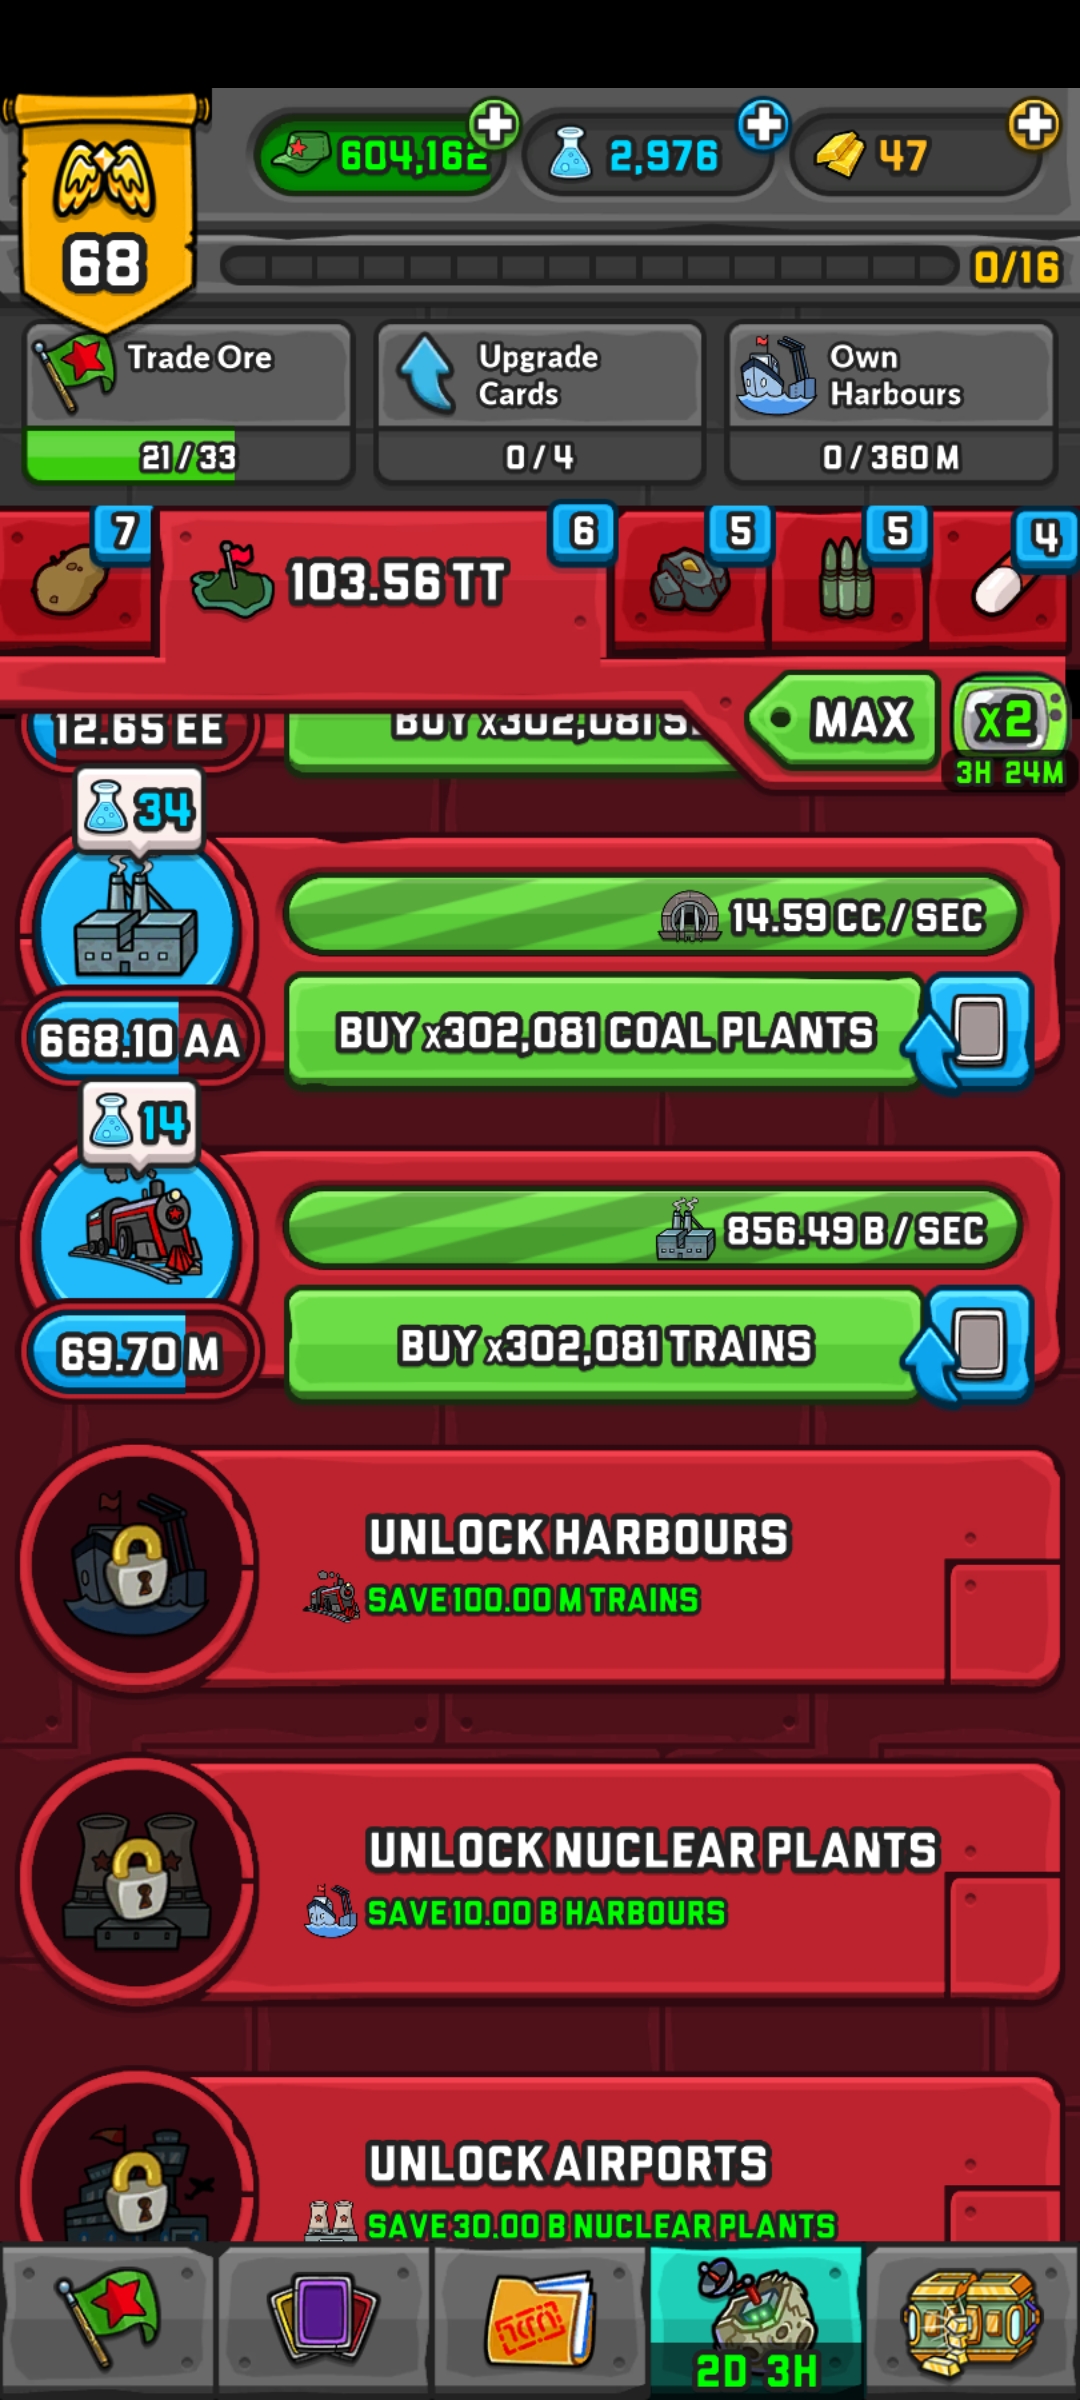 604,162
2,976
47
68
0/16
Trade Ore
21/33
Upgrade
Cards
0/4
Own
Harbours
0/360 M
7
103.56 TT
6
5
5
4
MAX
x2
3H 24M
12.65 EE
BUY x302,081 S.
34
14.59 CC/SEC
668.10 AA
BUY x302,081 COAL PLANTS
14
856.49 B/SEC
69.70 M
BUY x302,081 TRAINS
UNLOCK HARBOURS
SAVE 100.00 M TRAINS
UNLOCK NUCLEAR PLANTS
SAVE 10.00 B HARBOURS
UNLOCK AIRPORTS
SAVE 30.00 B NUCLEAR PLANTS
2D 3H